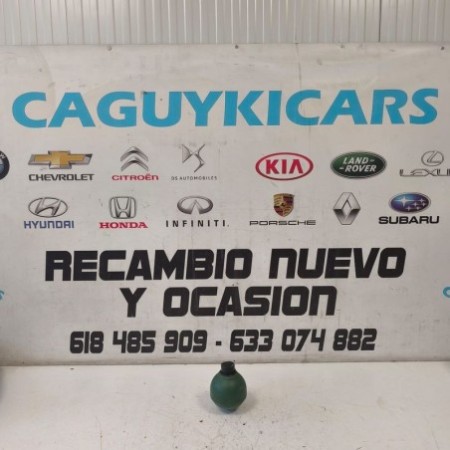 CAGUYKICARS
CHEVROLET CITROËN DS AUTOMOBILES KIA LAND ROVER LEXUS
HYUNDAI HONDA INFINITI PORSCHE SUBARU
RECAMBIO NUEVO
Y OCASION
618 485 909 - 633 074 882